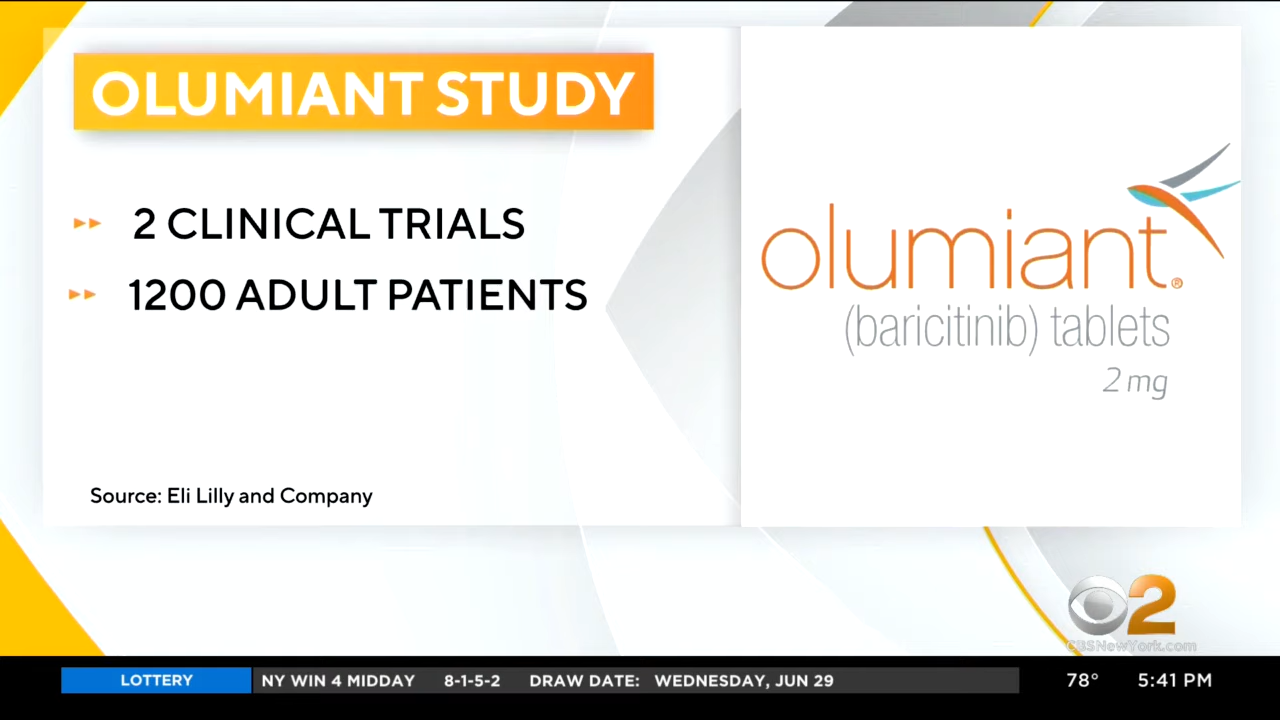 OLUMIANT STUDY
2 CLINICAL TRIALS
1200 ADULT PATIENTS
Source: Eli Lilly and Company
olumiant®
(baricitinib) tablets
2 mg
2
CBSNewYork.com
LOTTERY NY WIN 4 MIDDAY 8-1-5-2 DRAW DATE: WEDNESDAY, JUN 29 78° 5:41 PM